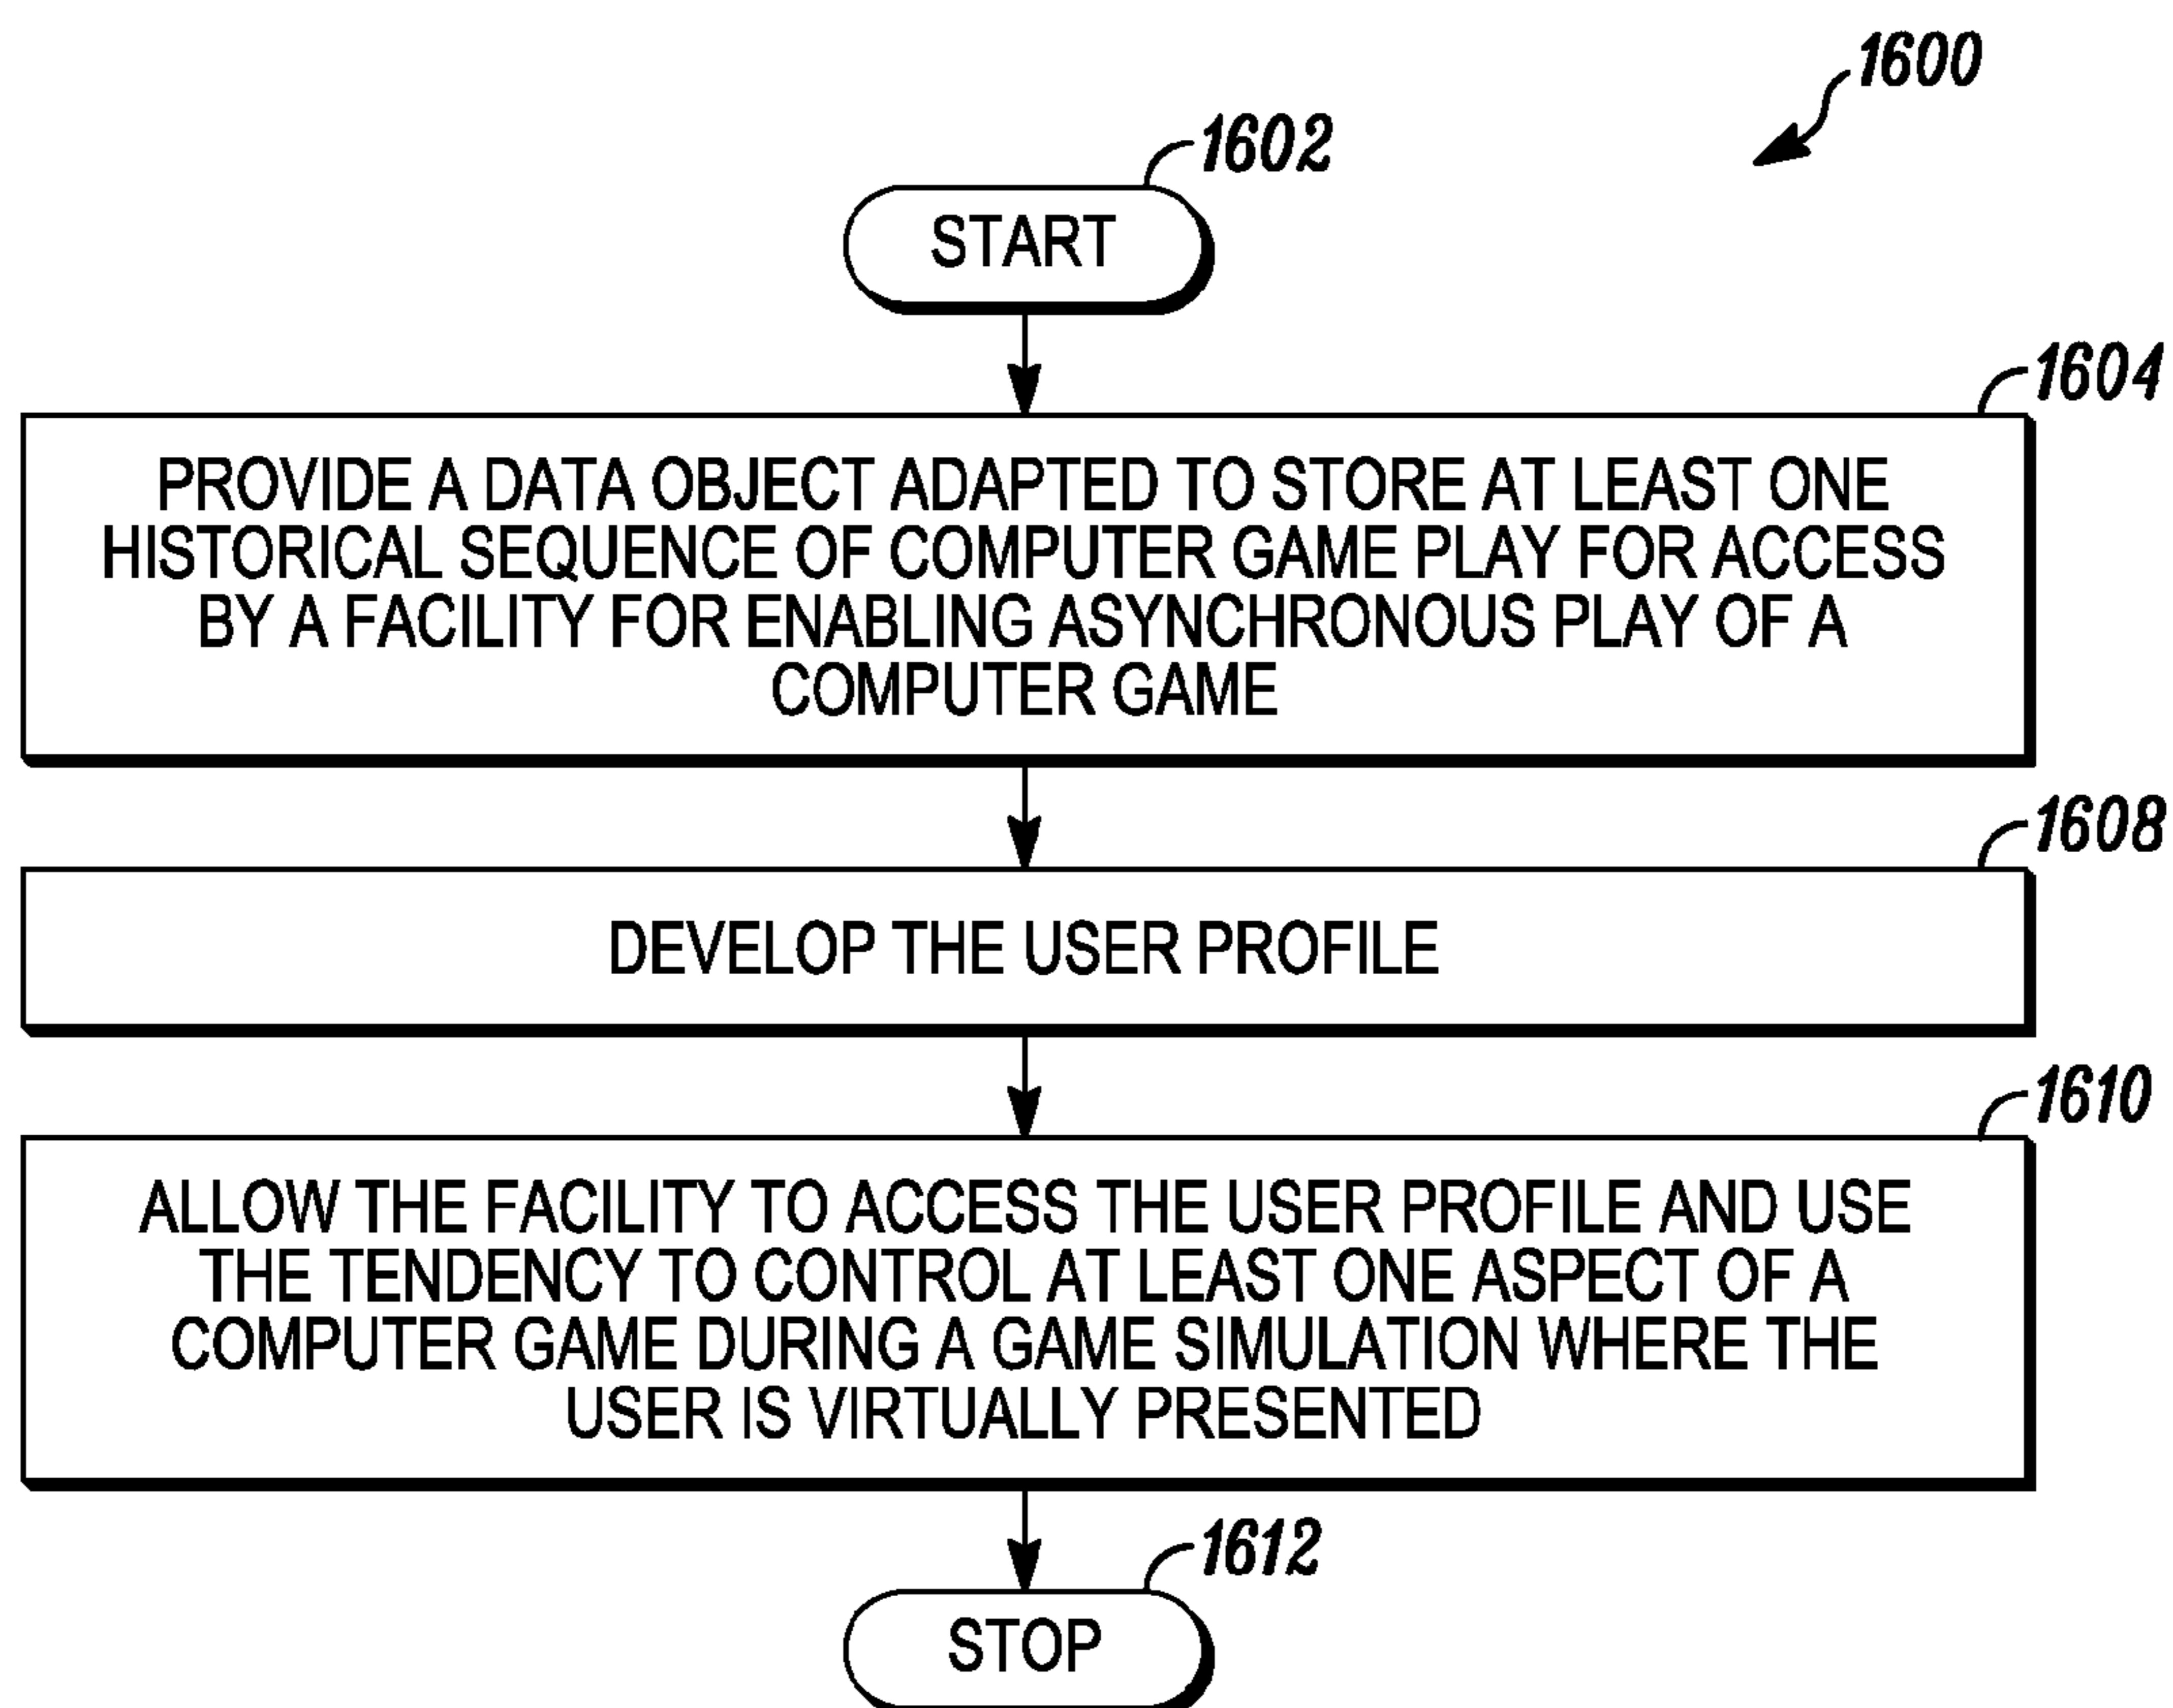 1600
1602
START
1604
PROVIDE A DATA OBJECT ADAPTED TO STORE AT LEAST ONE
HISTORICAL SEQUENCE OF COMPUTER GAME PLAY FOR ACCESS
BY A FACILITY FOR ENABLING ASYNCHRONOUS PLAY OF A
COMPUTER GAME
1608
DEVELOP THE USER PROFILE
1610
ALLOW THE FACILITY TO ACCESS THE USER PROFILE AND USE
THE TENDENCY TO CONTROL AT LEAST ONE ASPECT OF A
COMPUTER GAME DURING A GAME SIMULATION WHERE THE
USER IS VIRTUALLY PRESENTED
1612
STOP